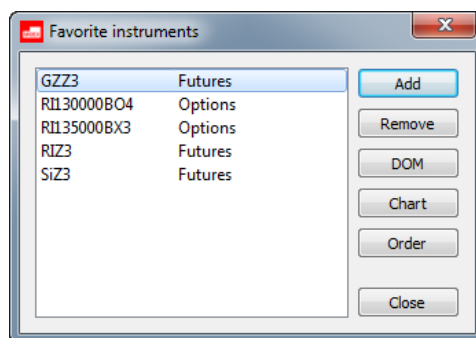 Favorite instruments
GZZ3 Futures
RI130000BO4 Options
RI135000BX3 Options
RIZ3 Futures
SiZ3 Futures
Add
Remove
DOM
Chart
Order
Close